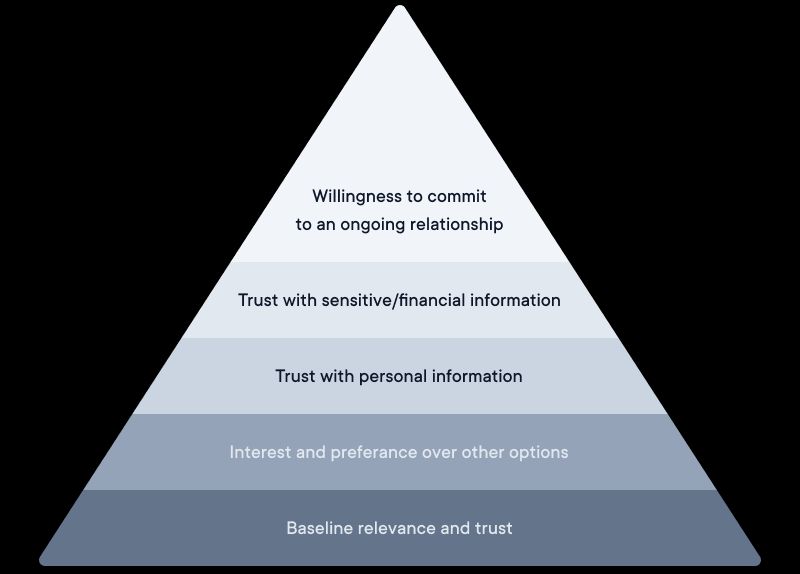 Willingness to commit
to an ongoing relationship
Trust with sensitive/financial information
Trust with personal information
Interest and preferance over other options
Baseline relevance and trust